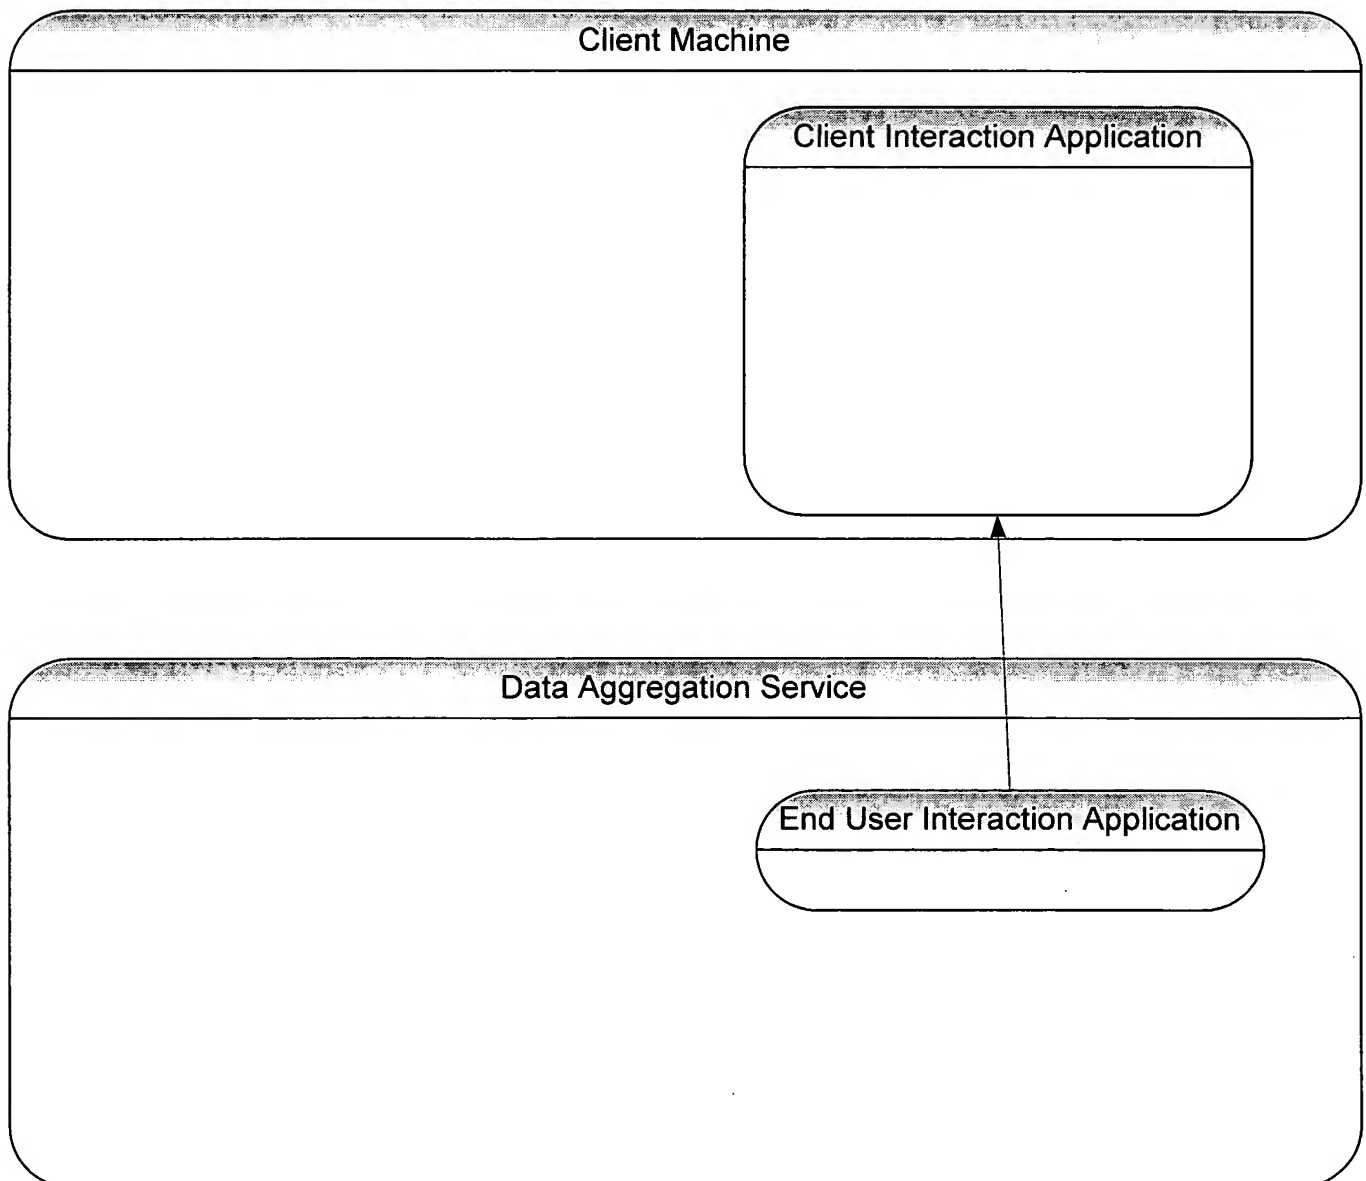 Client Machine
Client Interaction Application
Data Aggregation Service
End User Interaction Application